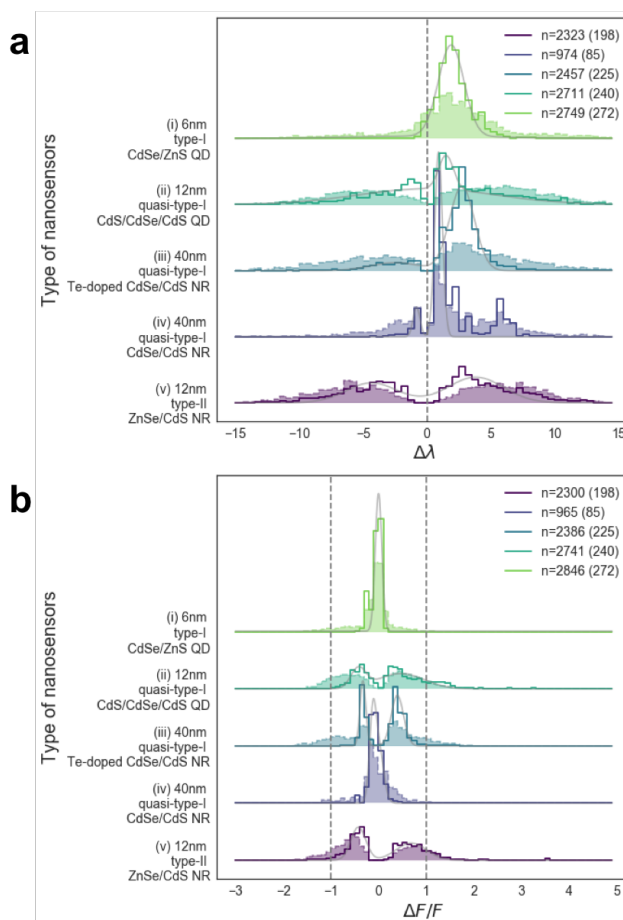 a
n=2323 (198)
n=974 (85)
n=2457 (225)
n=2711 (240)
n=2749 (272)
Type of nanosensors
(i) 6nm
type-I
CdSe/ZnS QD
(ii) 12nm
quasi-type-I
CdS/CdSe/CdS QD
(iii) 40nm
quasi-type-I
Te-doped CdSe/CdS NR
(iv) 40nm
quasi-type-I
CdSe/CdS NR
(v) 12nm
type-II
ZnSe/CdS NR
−15 −10 −5 0 5 10 15
Δλ
b
n=2300 (198)
n=965 (85)
n=2386 (225)
n=2741 (240)
n=2846 (272)
Type of nanosensors
(i) 6nm
type-I
CdSe/ZnS QD
(ii) 12nm
quasi-type-I
CdS/CdSe/CdS QD
(iii) 40nm
quasi-type-I
Te-doped CdSe/CdS NR
(iv) 40nm
quasi-type-I
CdSe/CdS NR
(v) 12nm
type-II
ZnSe/CdS NR
−3 −2 −1 0 1 2 3 4 5
ΔF/F